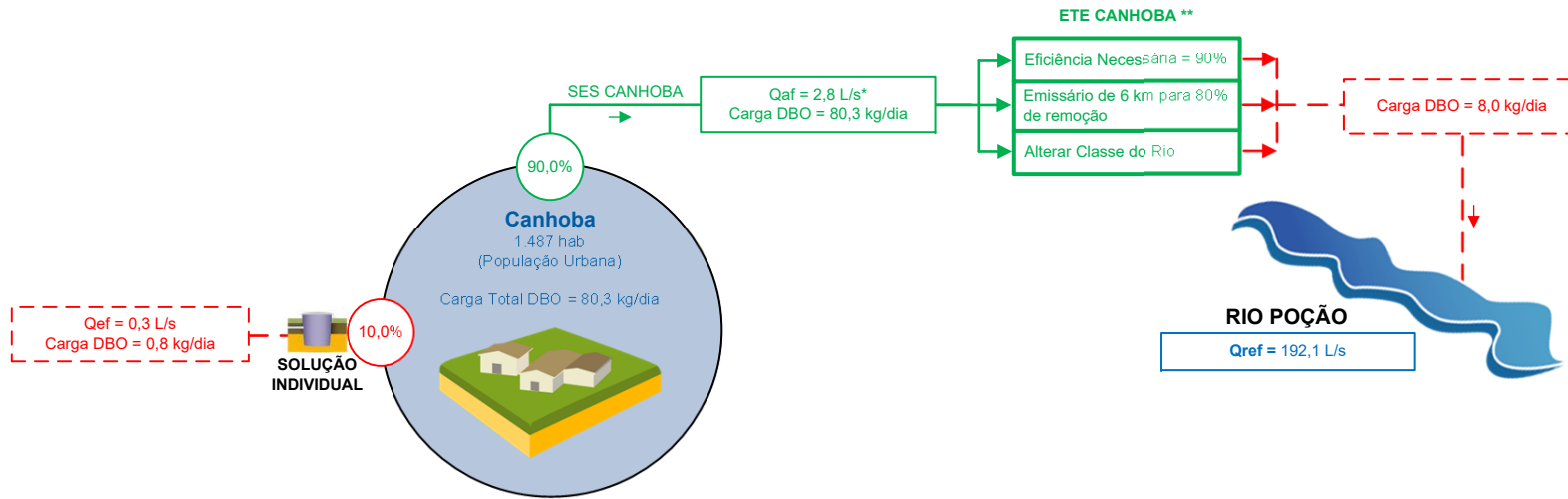 ETE CANHOBA **
Eficiência Necessária = 90%
Emissário de 6 km para 80%
de remoção
Alterar Classe do Rio
SES CANHOBA
Qaf = 2,8 L/s*
Carga DBO = 80,3 kg/dia
Carga DBO = 8,0 kg/dia
90,0%
Canhoba
1.487 hab
(População Urbana)
Carga Total DBO = 80,3 kg/dia
Qef = 0,3 L/s
Carga DBO = 0,8 kg/dia
10,0%
SOLUÇÃO
INDIVIDUAL
RIO POÇÃO
Qref = 192,1 L/s